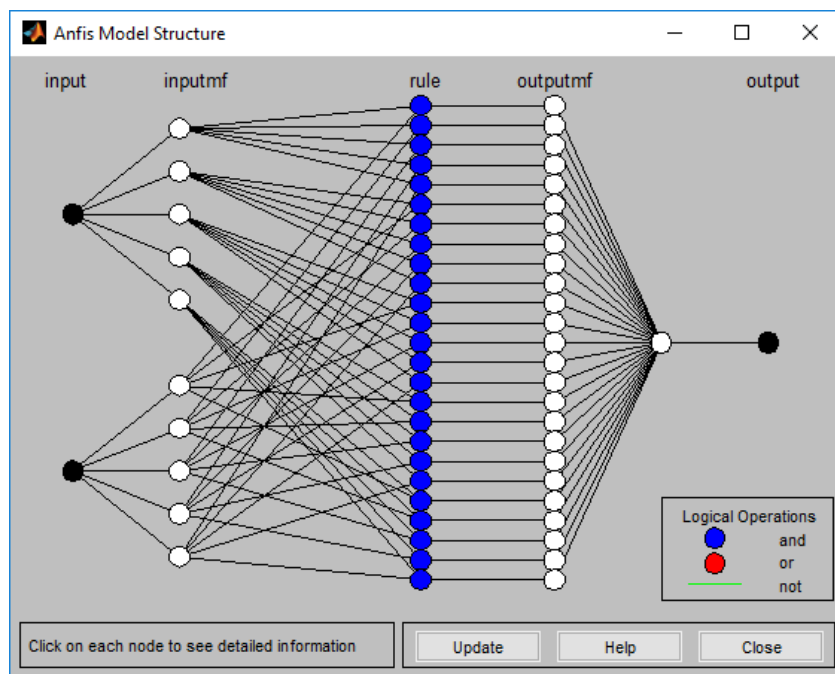 Anfis Model Structure
input
inputmf
rule
outputmf
output
Logical Operations
and
or
not
Click on each node to see detailed information
Update
Help
Close